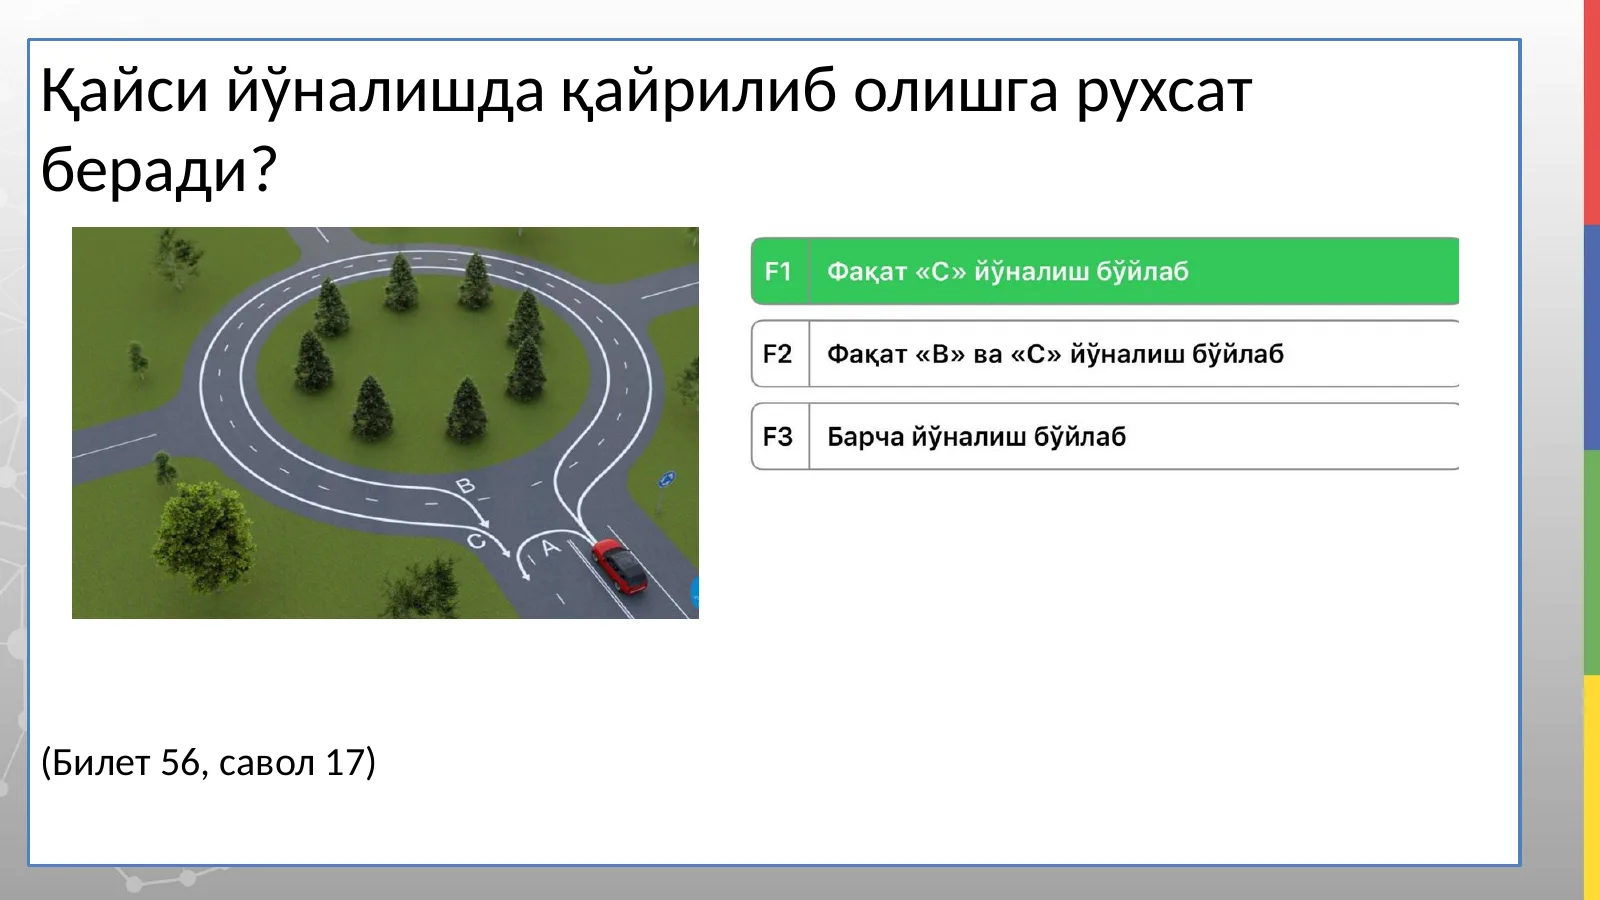 Қайси йўналишда қайрилиб олишга рухсат
беради?
F1 Фақат «С» йўналиш бўйлаб
F2 Фақат «В» ва «С» йўналиш бўйлаб
F3 Барча йўналиш бўйлаб
B
C
A
(Билет 56, савол 17)